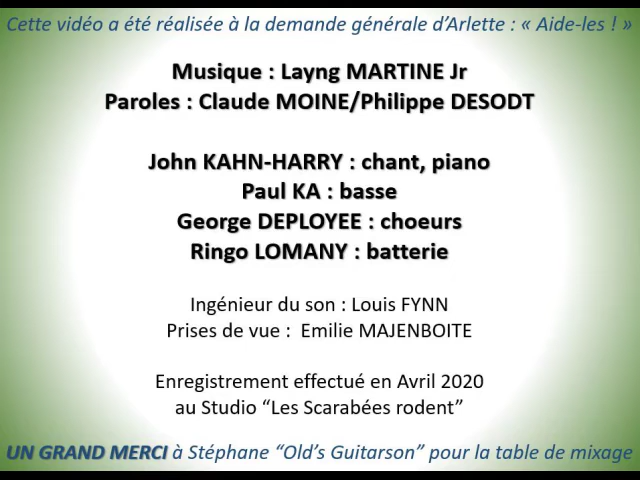 Cette vidéo a été réalisée à la demande générale d'Arlette : « Aide-les ! »
Musique : Layng MARTINE Jr
Paroles : Claude MOINE/Philippe DESODT
John KAHN-HARRY : chant, piano
Paul KA : basse
George DEPLOYEE : choeurs
Ringo LOMANY : batterie
Ingénieur du son : Louis FYNN
Prises de vue : Emilie MAJENBOITE
Enregistrement effectué en Avril 2020
au Studio “Les Scarabées rodent”
UN GRAND MERCI à Stéphane “Old’s Guitarson” pour la table de mixage